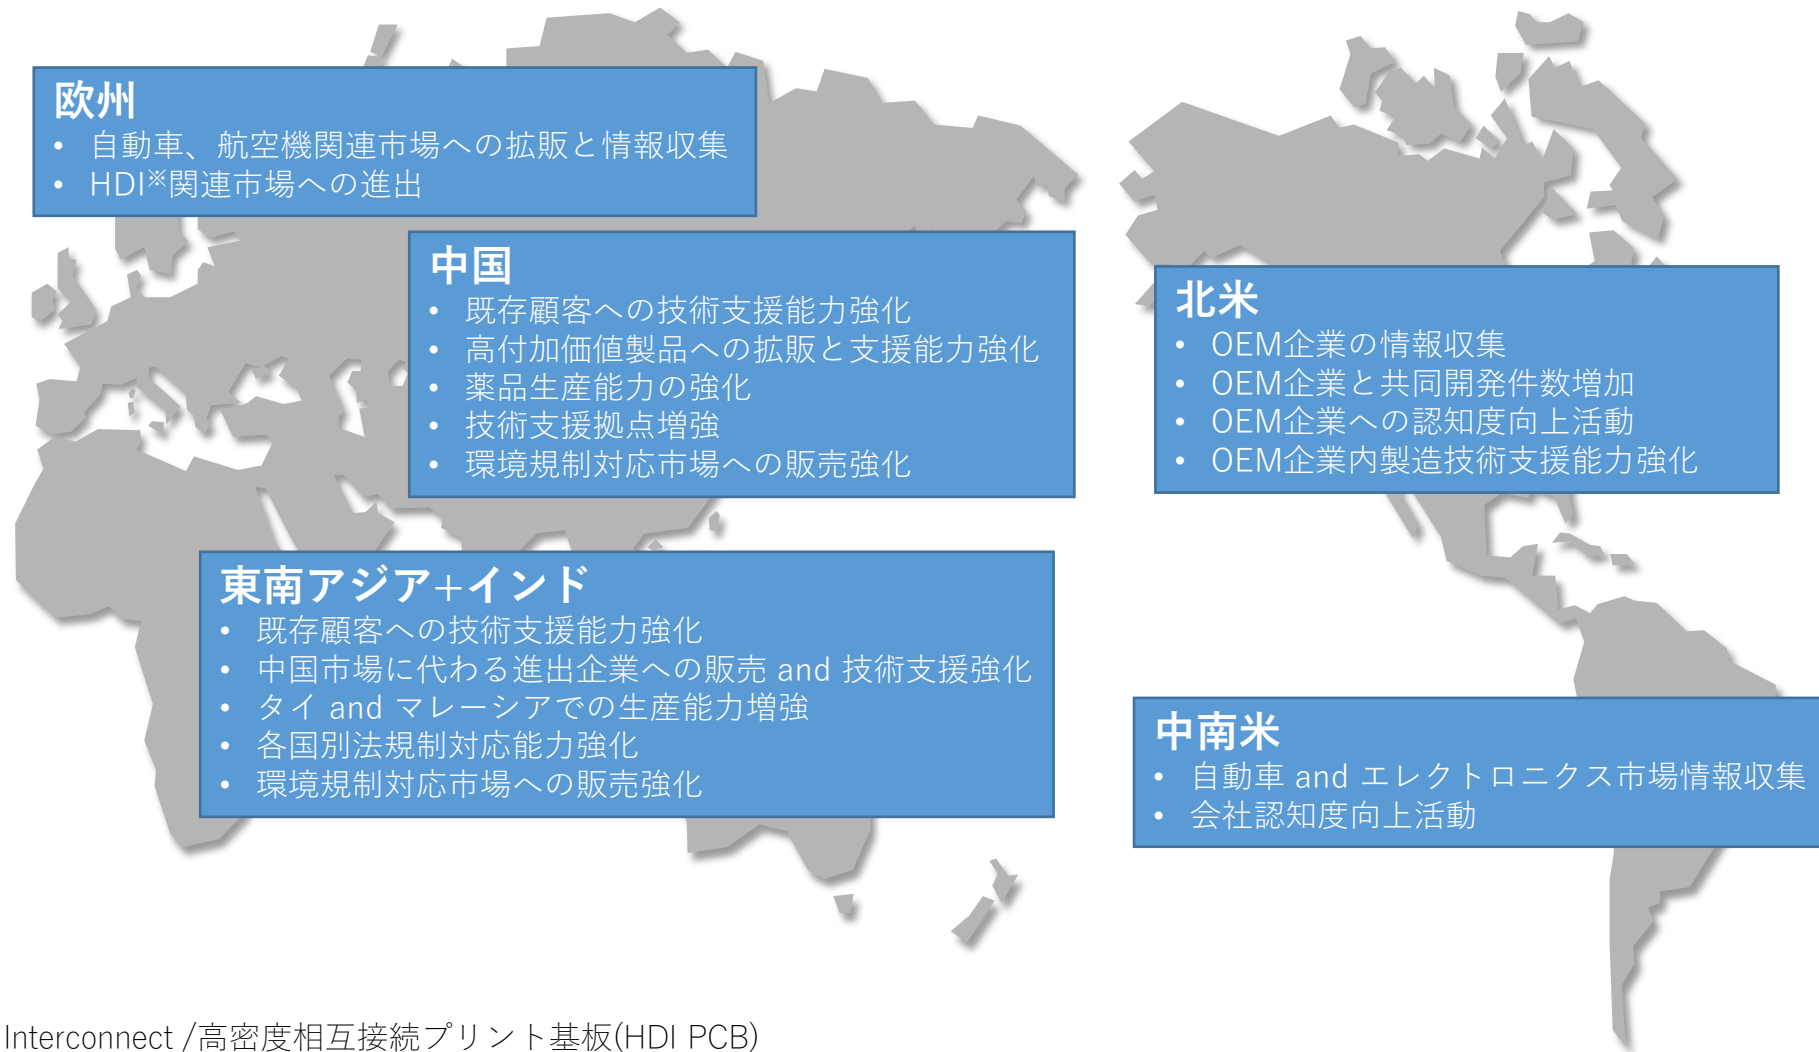 欧州
• 自動車、航空機関連市場への拡販と情報収集
• HDI※関連市場への進出
中国
• 既存顧客への技術支援能力強化
• 高付加価値製品への拡販と支援能力強化
• 薬品生産能力の強化
• 技術支援拠点増強
• 環境規制対応市場への販売強化
北米
• OEM企業の情報収集
• OEM企業と共同開発件数増加
• OEM企業への認知度向上活動
• OEM企業内製造技術支援能力強化
東南アジア+インド
• 既存顧客への技術支援能力強化
• 中国市場に代わる進出企業への販売 and 技術支援強化
• タイ and マレーシアでの生産能力増強
• 各国別法規制対応能力強化
• 環境規制対応市場への販売強化
中南米
• 自動車 and エレクトロニクス市場情報収集
• 会社認知度向上活動
Interconnect /高密度相互接続プリント基板(HDI PCB)